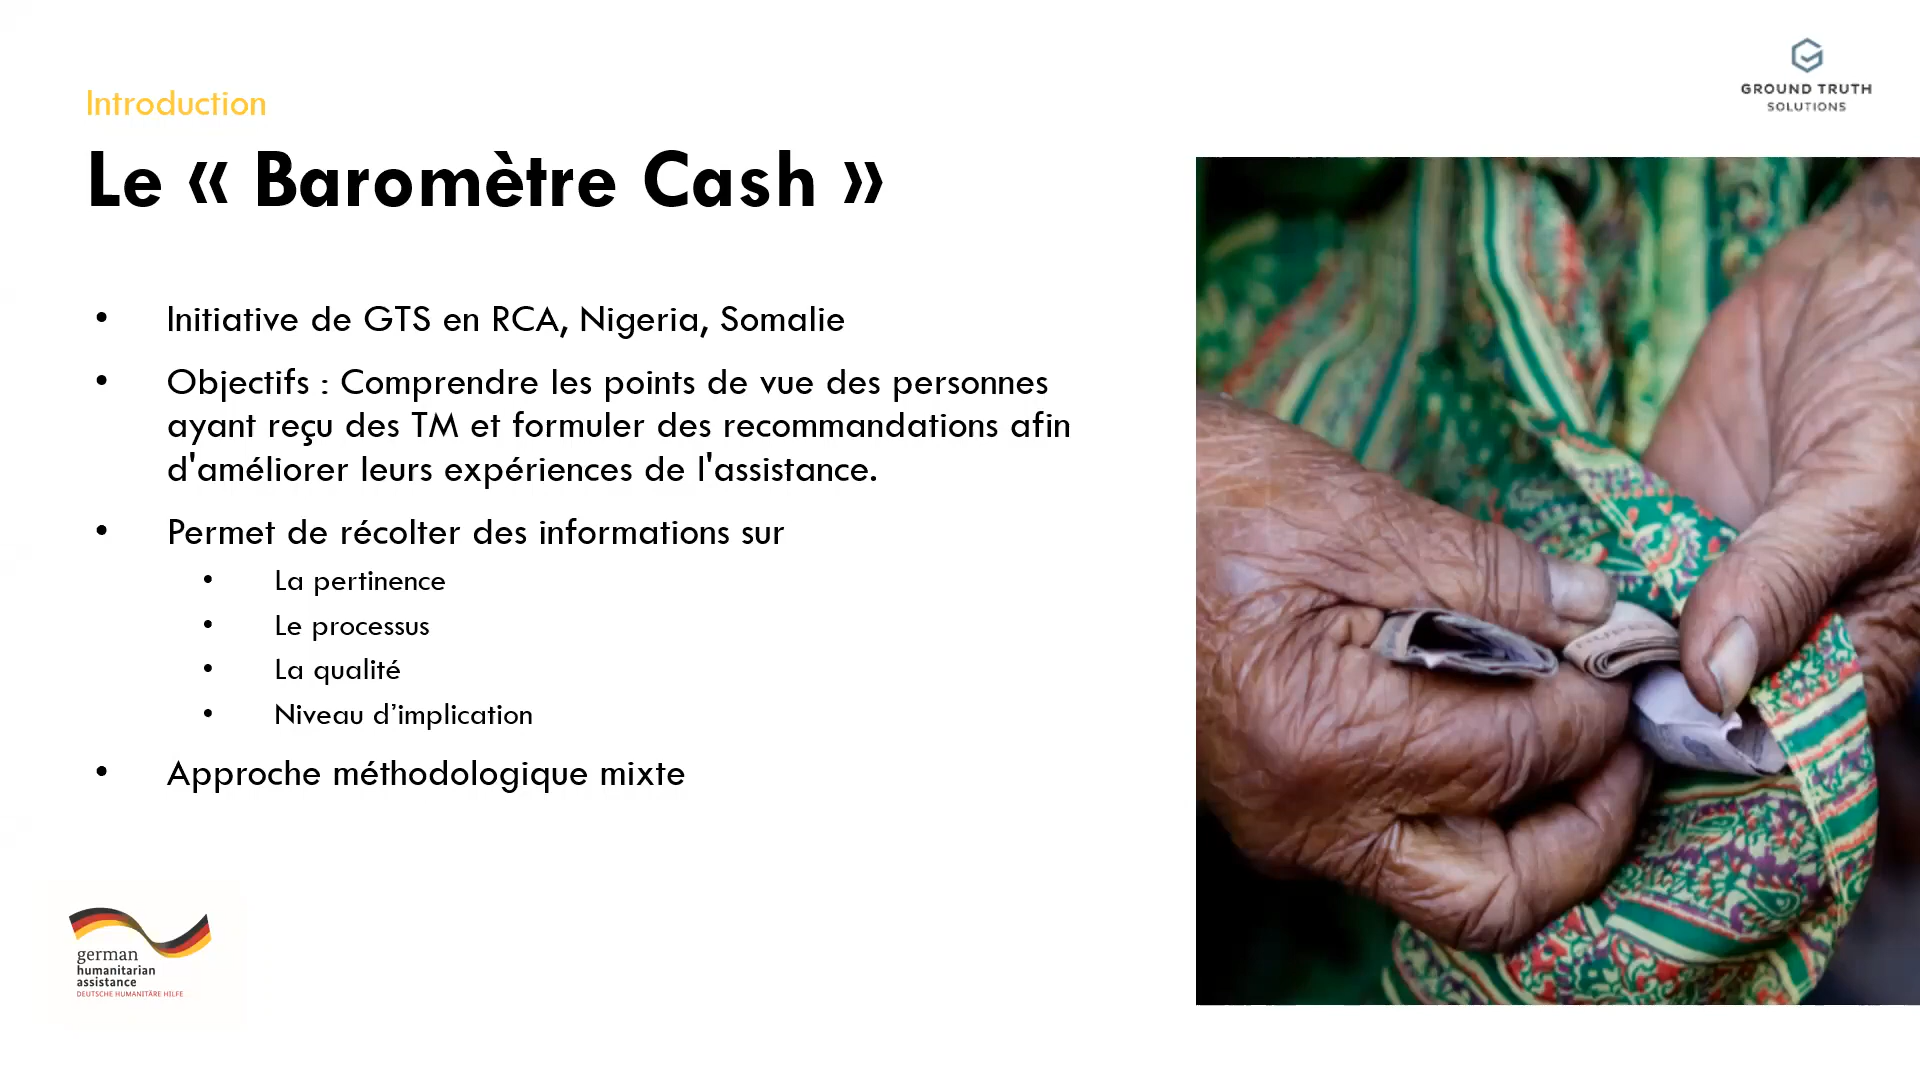 Introduction
GROUND TRUTH
SOLUTIONS
Le « Baromètre Cash »
• Initiative de GTS en RCA, Nigeria, Somalie
• Objectifs : Comprendre les points de vue des personnes
ayant reçu des TM et formuler des recommandations afin
d'améliorer leurs expériences de l'assistance.
• Permet de récolter des informations sur
• La pertinence
• Le processus
• La qualité
• Niveau d’implication
• Approche méthodologique mixte
german
humanitarian
assistance
DEUTSCHE HUMANITÄRE HILFE